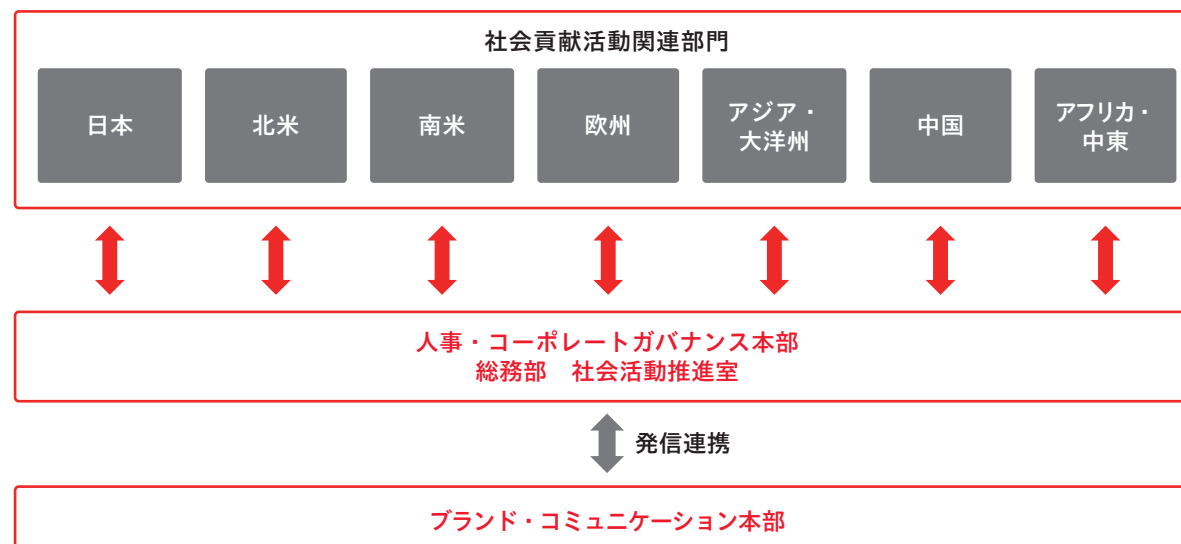 社会貢献活動関連部門
日本
北米
南米
欧州
アジア・
大洋州
中国
アフリカ・
中東
人事・コーポレートガバナンス本部
総務部　社会活動推進室
発信連携
ブランド・コミュニケーション本部